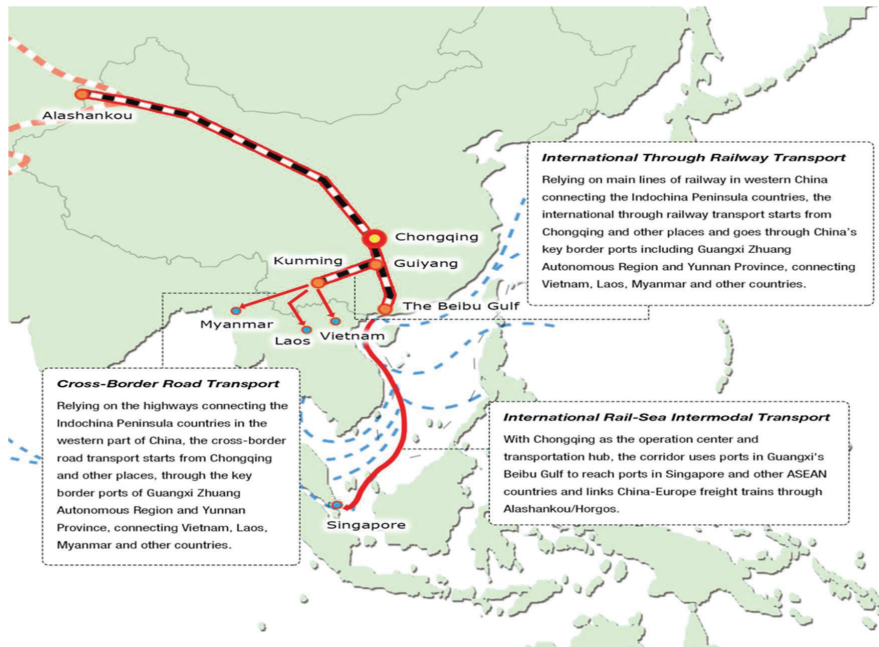 Alashankou
Chongqing
Kunming
Guiyang
The Beibu Gulf
Myanmar
Laos
Vietnam
Singapore
International Through Railway Transport
Relying on main lines of railway in western China
connecting the Indochina Peninsula countries, the
international through railway transport starts from
Chongqing and other places and goes through China's
key border ports including Guangxi Zhuang
Autonomous Region and Yunnan Province, connecting
Vietnam, Laos, Myanmar and other countries.
Cross-Border Road Transport
Relying on the highways connecting the
Indochina Peninsula countries in the
western part of China, the cross-border
road transport starts from Chongqing
and other places, through the key
border ports of Guangxi Zhuang
Autonomous Region and Yunnan
Province, connecting Vietnam, Laos,
Myanmar and other countries.
International Rail-Sea Intermodal Transport
With Chongqing as the operation center and
transportation hub, the corridor uses ports in Guangxi's
Beibu Gulf to reach ports in Singapore and other ASEAN
countries and links China-Europe freight trains through
Alashankou/Horgos.